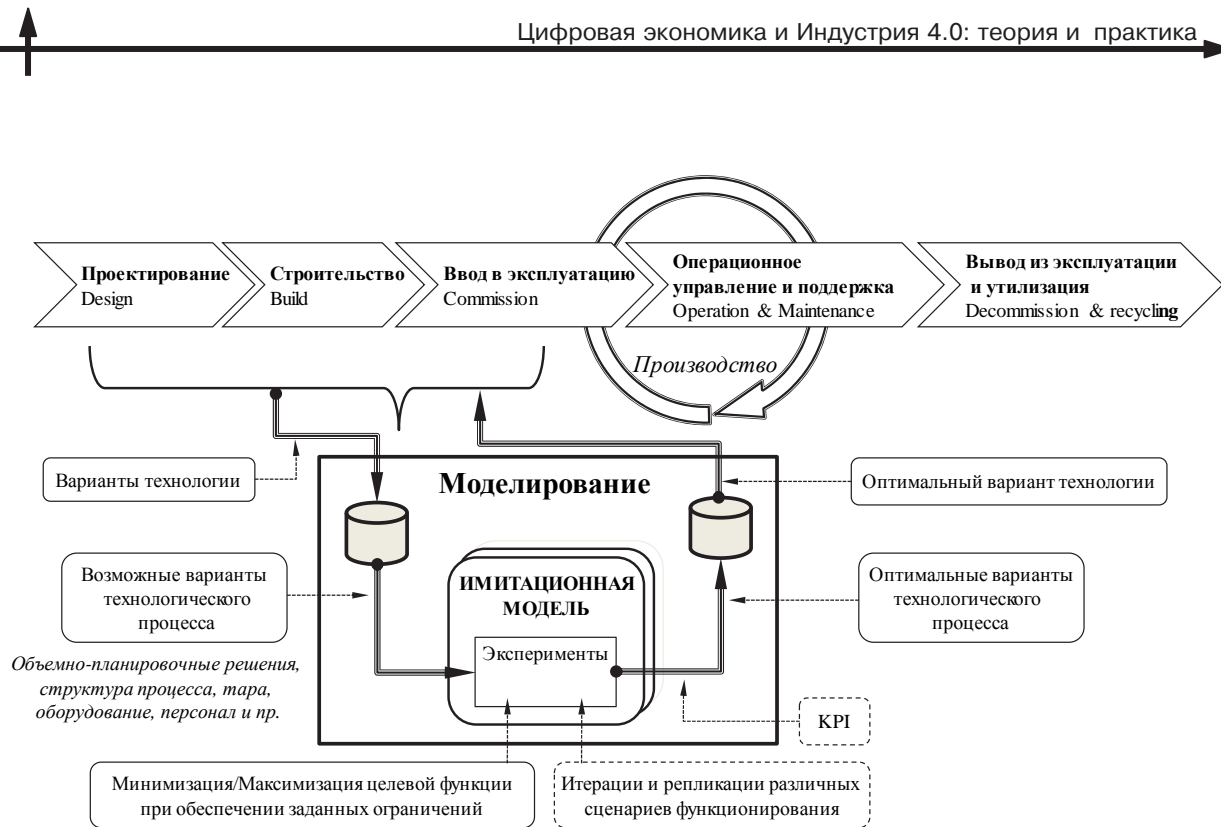 Цифровая экономика и Индустрия 4.0: теория и практика
Проектирование
Design
Строительство
Build
Ввод в эксплуатацию
Commission
Операционное
управление и поддержка
Operation & Maintenance
Вывод из эксплуатации
и утилизация
Decommission & recycling
Производство
Варианты технологии
Моделирование
Оптимальный вариант технологии
Возможные варианты
технологического
процесса
ИМИТАЦИОННАЯ
МОДЕЛЬ
Эксперименты
Оптимальные варианты
технологического
процесса
Объемно-планировочные решения,
структура процесса, тара,
оборудование, персонал и пр.
KPI
Минимизация/Максимизация целевой функции
при обеспечении заданных ограничений
Итерации и репликации различных
сценариев функционирования